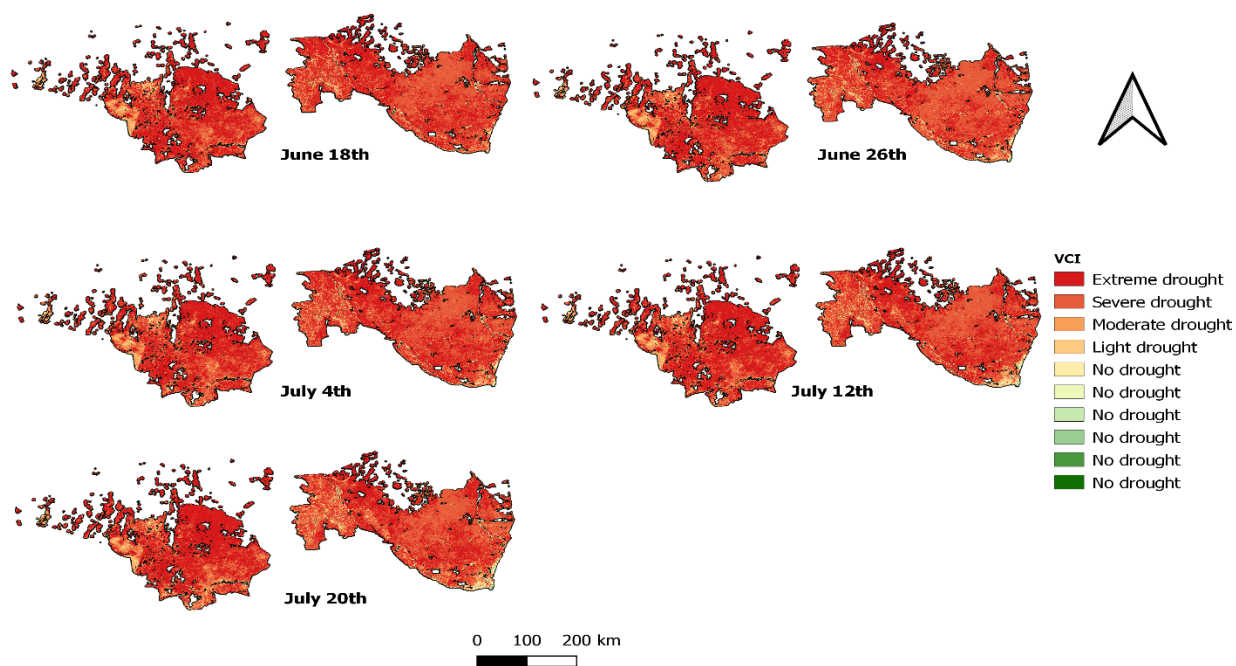 June 18th
June 26th
July 4th
July 12th
July 20th
VCI
Extreme drought
Severe drought
Moderate drought
Light drought
No drought
No drought
No drought
No drought
No drought
No drought
0 100 200 km